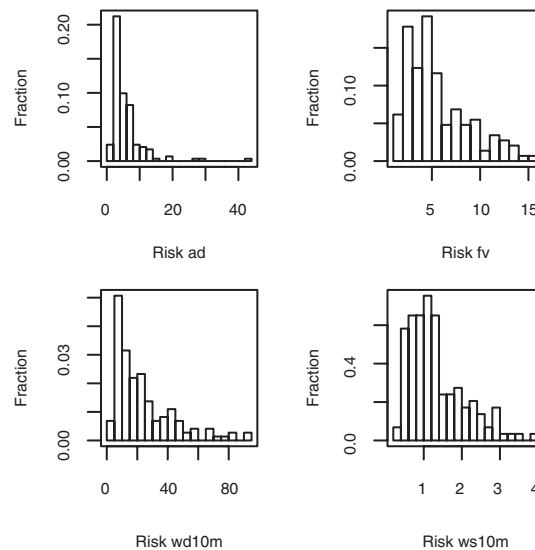 0.20
0.10
0.00
Fraction
0 20 40
Risk ad
0.10
0.00
Fraction
5 10 15
Risk fv
0.03
0.00
Fraction
0 40 80
Risk wd10m
0.4
0.0
Fraction
1 2 3 4
Risk ws10m